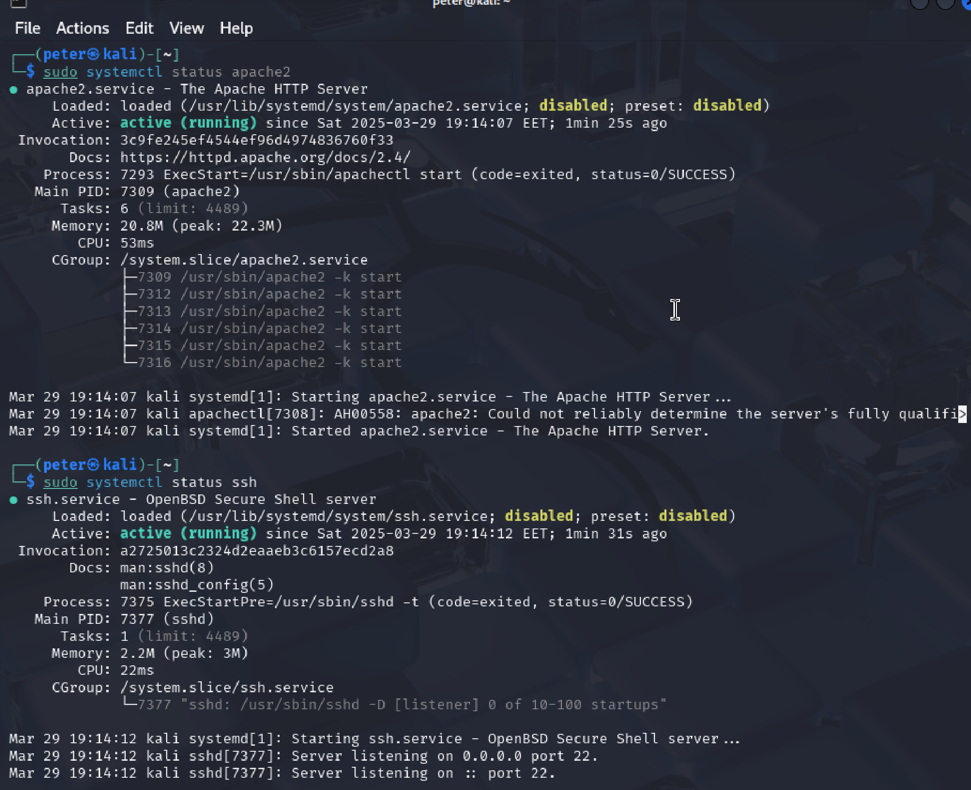 peter@kali: ~
File Actions Edit View Help
┌──(peter㉿kali)-[~]
└─$ sudo systemctl status apache2
● apache2.service - The Apache HTTP Server
Loaded: loaded (/usr/lib/systemd/system/apache2.service; disabled; preset: disabled)
Active: active (running) since Sat 2025-03-29 19:14:07 EET; 1min 25s ago
Invocation: 3c9fe245ef4544ef96d4974836760f33
Docs: https://httpd.apache.org/docs/2.4/
Process: 7293 ExecStart=/usr/sbin/apachectl start (code=exited, status=0/SUCCESS)
Main PID: 7309 (apache2)
Tasks: 6 (limit: 4489)
Memory: 20.8M (peak: 22.3M)
CPU: 53ms
CGroup: /system.slice/apache2.service
├─7309 /usr/sbin/apache2 -k start
├─7312 /usr/sbin/apache2 -k start
├─7313 /usr/sbin/apache2 -k start
├─7314 /usr/sbin/apache2 -k start
├─7315 /usr/sbin/apache2 -k start
└─7316 /usr/sbin/apache2 -k start
Mar 29 19:14:07 kali systemd[1]: Starting apache2.service - The Apache HTTP Server...
Mar 29 19:14:07 kali apachectl[7308]: AH00558: apache2: Could not reliably determine the server's fully qualifi>
Mar 29 19:14:07 kali systemd[1]: Started apache2.service - The Apache HTTP Server.
┌──(peter㉿kali)-[~]
└─$ sudo systemctl status ssh
● ssh.service - OpenBSD Secure Shell server
Loaded: loaded (/usr/lib/systemd/system/ssh.service; disabled; preset: disabled)
Active: active (running) since Sat 2025-03-29 19:14:12 EET; 1min 31s ago
Invocation: a2725013c2324d2eaaeb3c6157ecd2a8
Docs: man:sshd(8)
man:sshd_config(5)
Process: 7375 ExecStartPre=/usr/sbin/sshd -t (code=exited, status=0/SUCCESS)
Main PID: 7377 (sshd)
Tasks: 1 (limit: 4489)
Memory: 2.2M (peak: 3M)
CPU: 22ms
CGroup: /system.slice/ssh.service
└─7377 "sshd: /usr/sbin/sshd -D [listener] 0 of 10-100 startups"
Mar 29 19:14:12 kali systemd[1]: Starting ssh.service - OpenBSD Secure Shell server...
Mar 29 19:14:12 kali sshd[7377]: Server listening on 0.0.0.0 port 22.
Mar 29 19:14:12 kali sshd[7377]: Server listening on :: port 22.